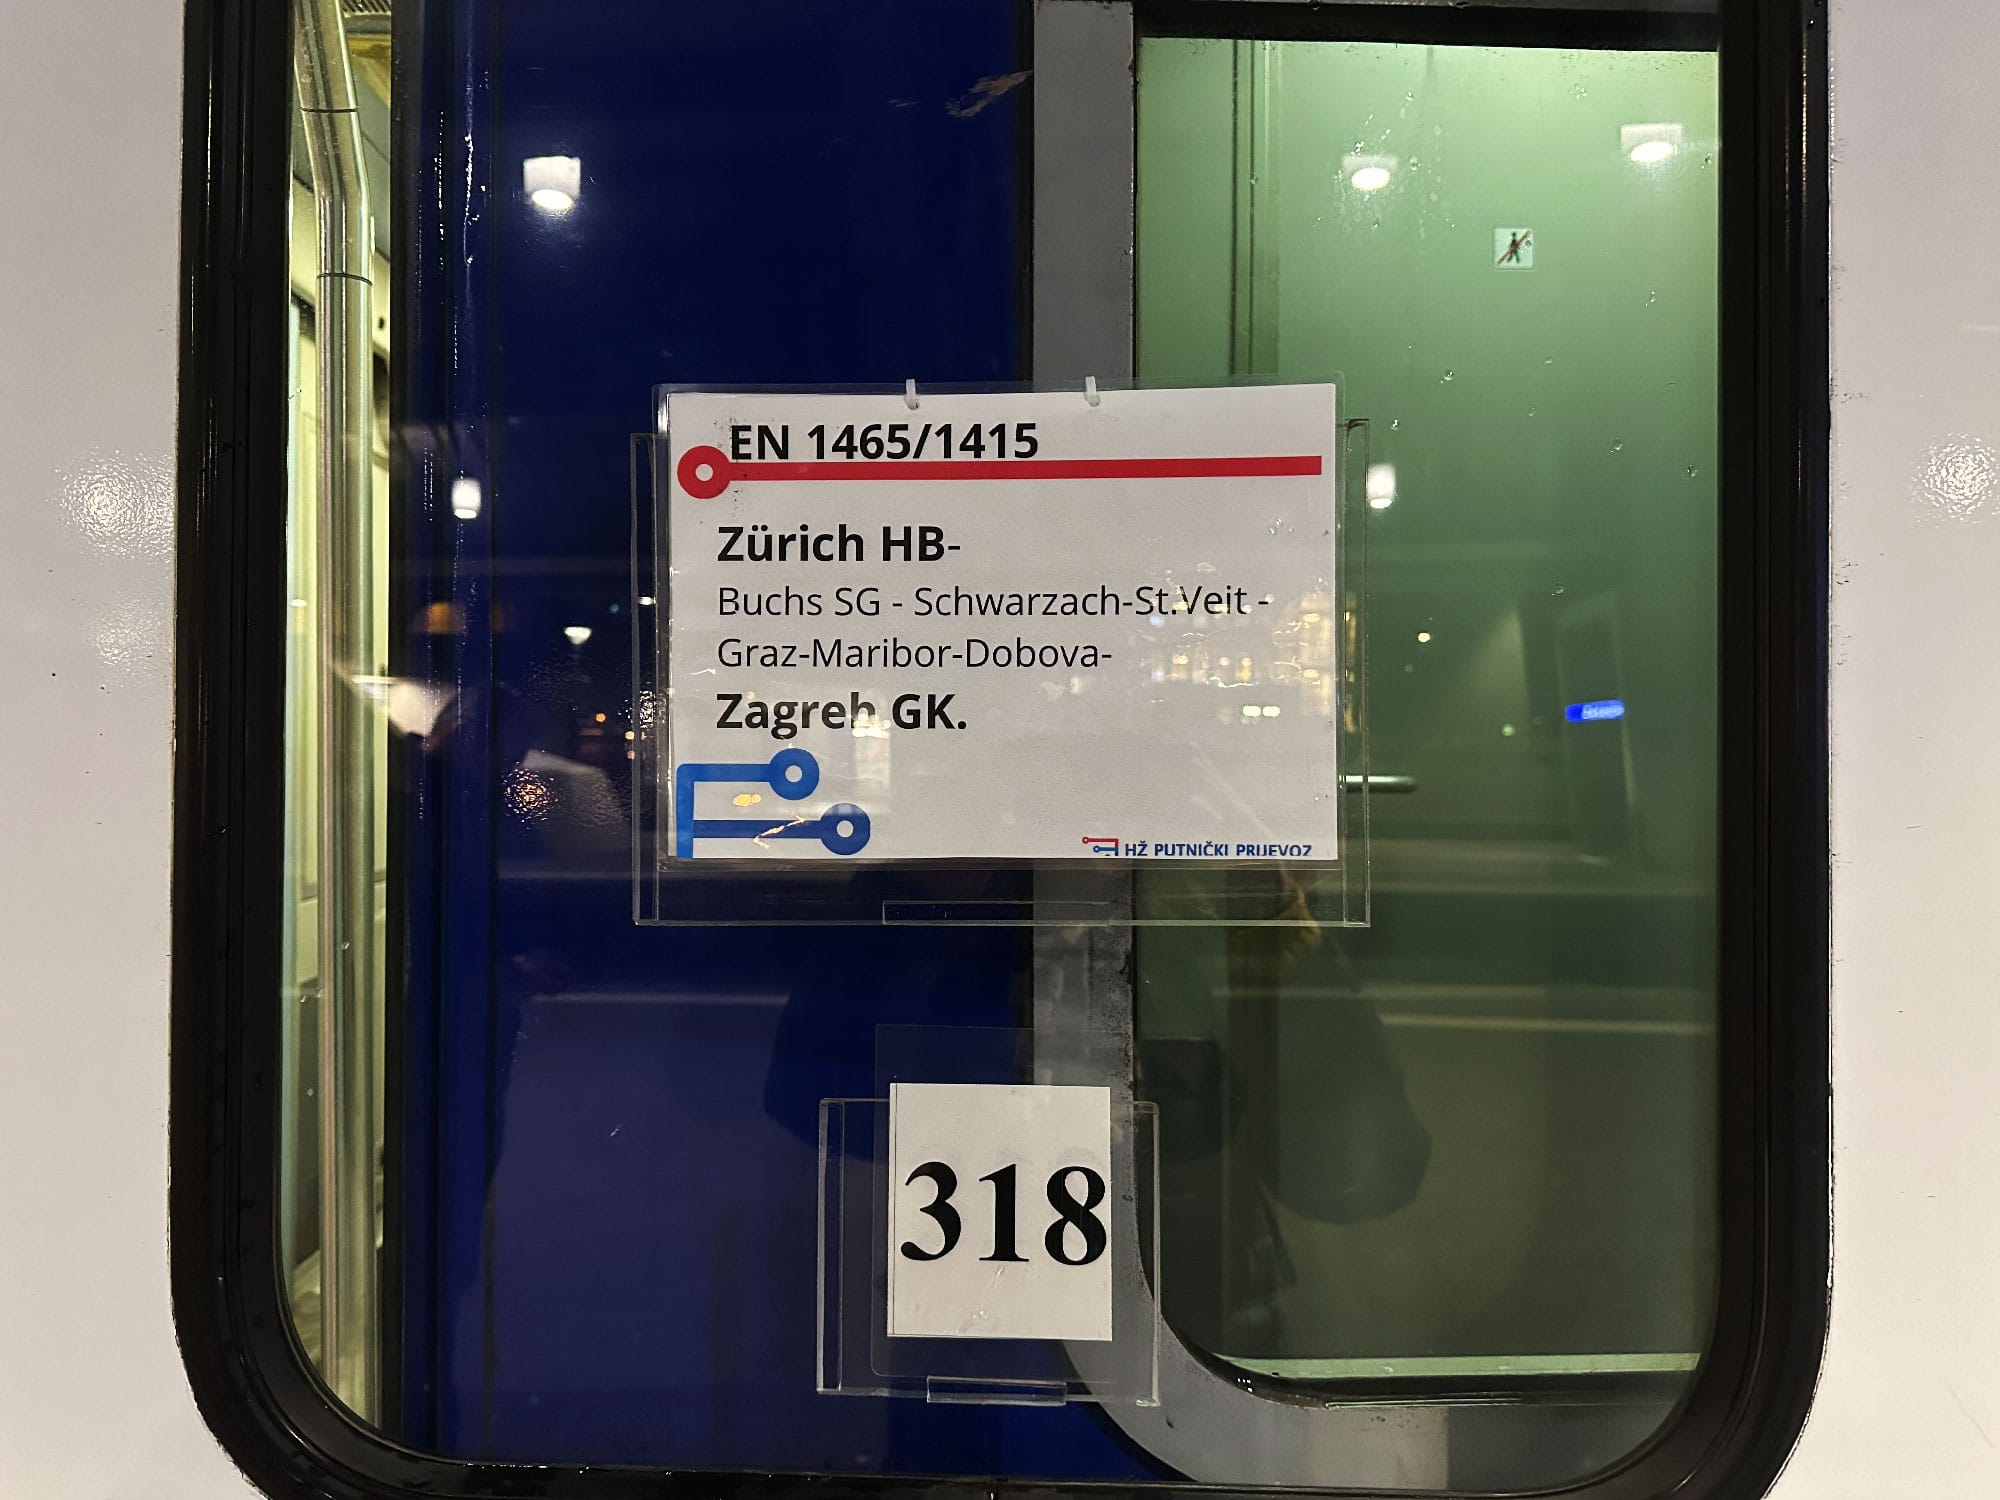 EN 1465/1415
Zürich HB-
Buchs SG - Schwarzach-St.Veit -
Graz-Maribor-Dobova-
Zagreb GK.
HŽ PUTNIČKI PRIJEVOZ
318